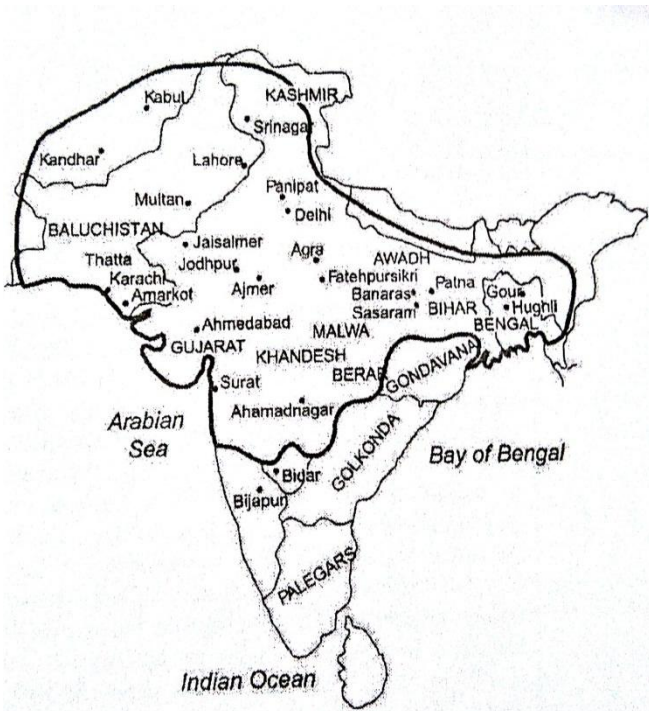 Kabul
KASHMIR
Srinagar
Kandhar
Lahore
Multan
Panipat
Delhi
BALUCHISTAN
Jaisalmer
Thatta
Jodhpur
Agra
AWADH
Karachi
Amarkot
Ajmer
Fatehpursikri
Banaras
Patna
Sasaram
BIHAR
Gour
Hughli
BENGAL
Ahmedabad
MALWA
GUJARAT
KHANDESH
BERAR
GONDAVANA
Surat
Ahamadnagar
Arabian
Sea
GOLKONDA
Bay of Bengal
Bidar
Bijapur
PALEGARS
Indian Ocean